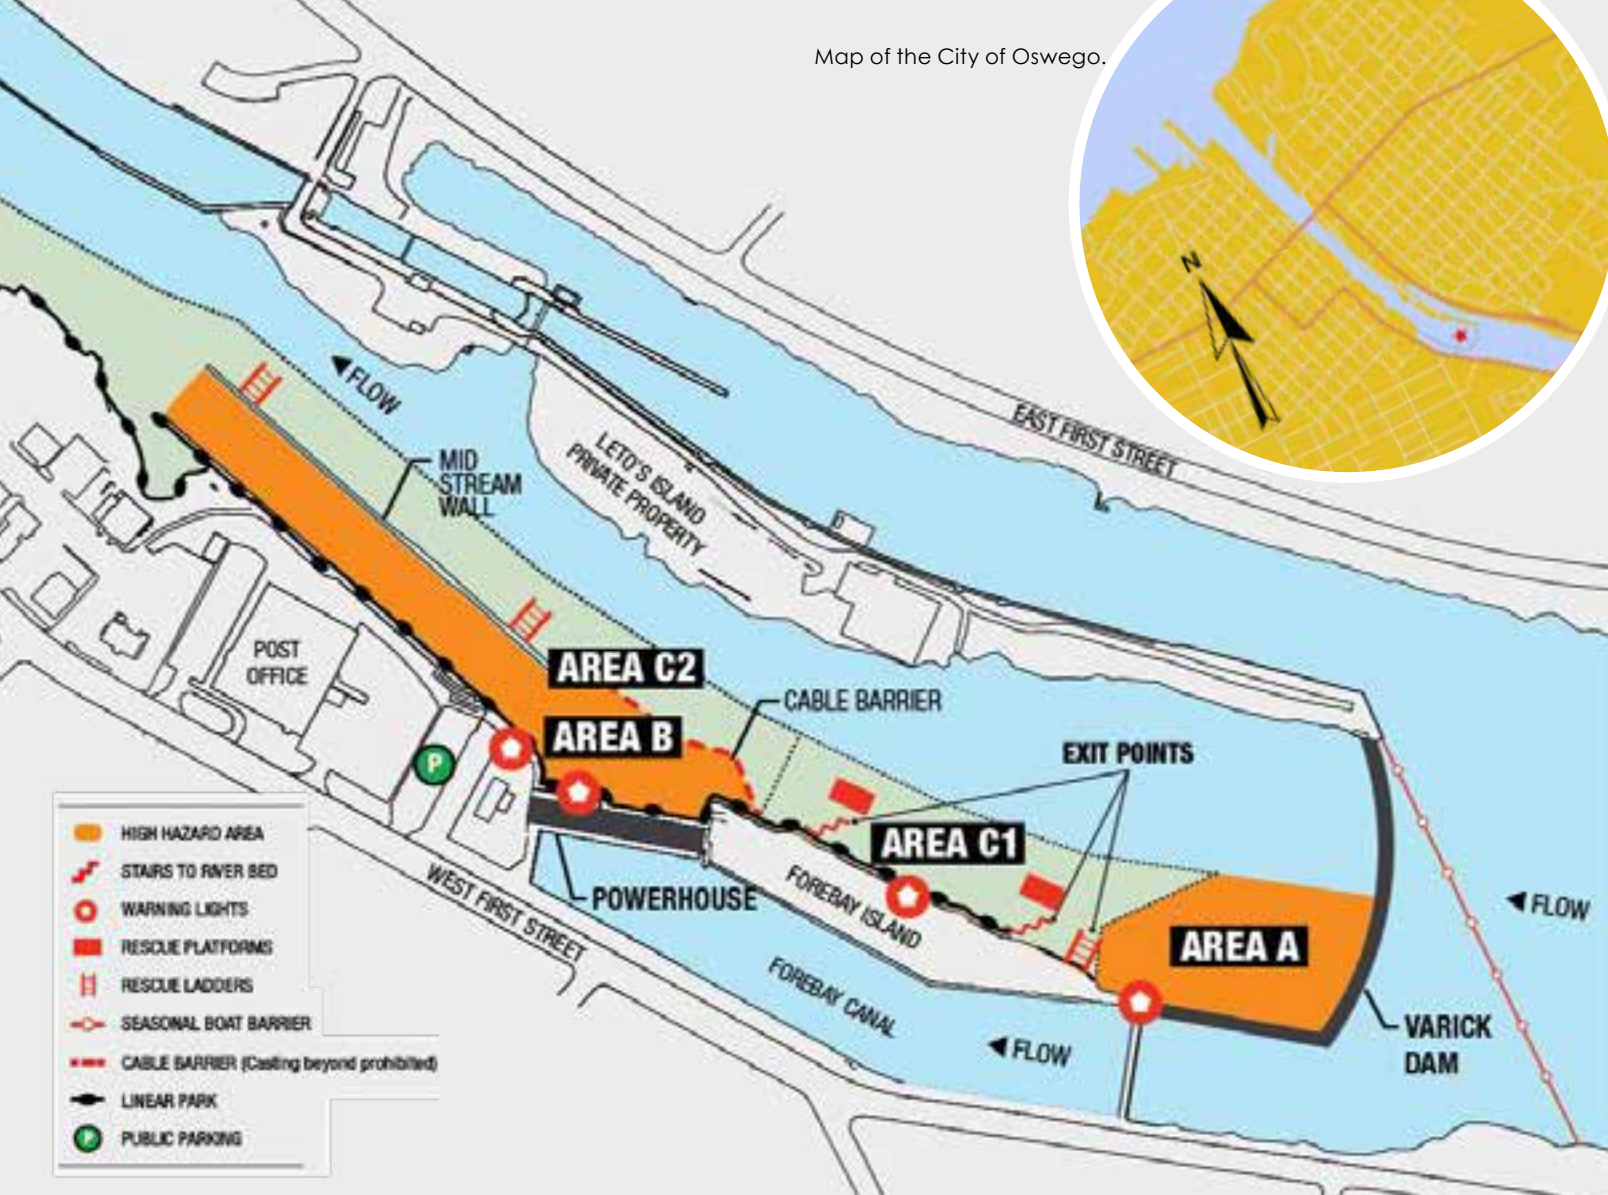 Map of the City of Oswego.
N
EAST FIRST STREET
FLOW
LETO'S ISLAND
PRIVATE PROPERTY
MID
STREAM
WALL
POST
OFFICE
AREA C2
CABLE BARRIER
AREA B
EXIT POINTS
P
AREA C1
POWERHOUSE
FOREBAY ISLAND
WEST FIRST STREET
FLOW
AREA A
FOREBAY CANAL
FLOW
VARICK
DAM
HIGH HAZARD AREA
STAIRS TO RIVER BED
WARNING LIGHTS
RESCUE PLATFORMS
RESCUE LADDERS
SEASONAL BOAT BARRIER
CABLE BARRIER (Casting beyond prohibited)
LINEAR PARK
P PUBLIC PARKING